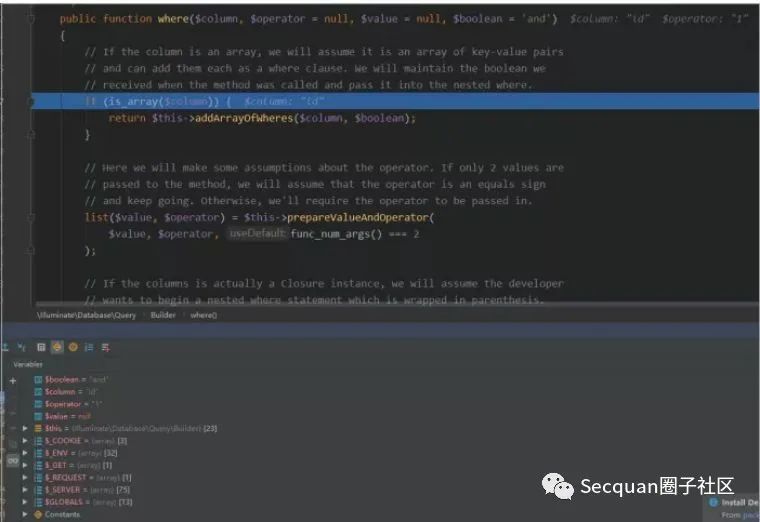 public function where($column, $operator = null, $value = null, $boolean = 'and')  $column: "id"  $operator: "1"
{
// If the column is an array, we will assume it is an array of key-value pairs
// and can add them each as a where clause. We will maintain the boolean we
// received when the method was called and pass it into the nested where.
if (is_array($column)) {  $column: "id"
return $this->addArrayOfWheres($column, $boolean);
}
// Here we will make some assumptions about the operator. If only 2 values are
// passed to the method, we will assume that the operator is an equals sign
// and keep going. Otherwise, we'll require the operator to be passed in.
list($value, $operator) = $this->prepareValueAndOperator(
$value, $operator, useDefault: func_num_args() === 2
);
// If the columns is actually a Closure instance, we will assume the developer
// wants to begin a nested where statement which is wrapped in parenthesis.
\Illuminate\Database\Query › Builder › where()
Variables
$boolean = "and"
$column = "id"
$operator = "1"
$value = null
$this = {Illuminate\Database\Query\Builder} [23]
$_COOKIE = {array} [3]
$_ENV = {array} [32]
$_GET = {array} [1]
$_REQUEST = {array} [1]
$_SERVER = {array} [75]
$GLOBALS = {array} [13]
Constants
Secquan圈子社区
Install De
From pack